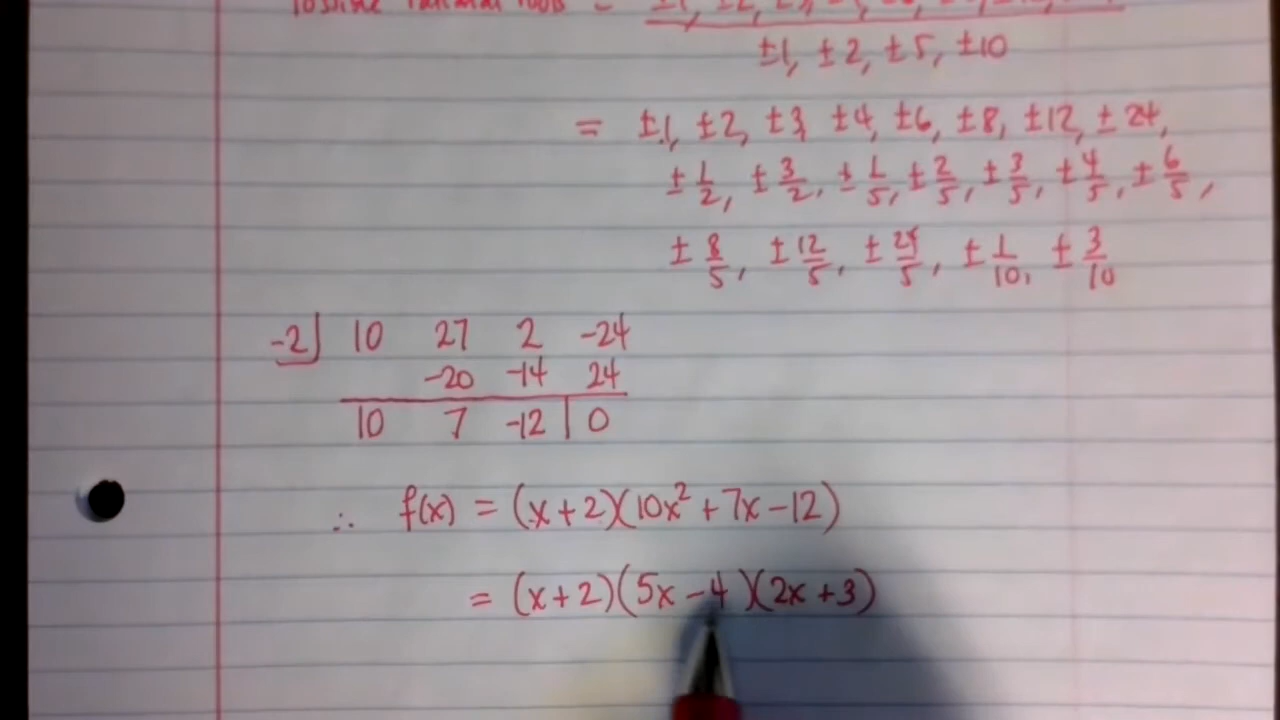 ± 1, ± 2, ± 5, ± 10
= ± 1, ± 2, ± 3, ± 4, ± 6, ± 8, ± 12, ± 24,
± 1/2, ± 3/2, ± 1/5, ± 2/5, ± 3/5, ± 4/5, ± 6/5,
± 8/5, ± 12/5, ± 24/5, ± 1/10, ± 3/10
-2 | 10 27 2 -24
-20 -14 24
10 7 -12 | 0
∴ f(x) = (x+2)(10x²+7x-12)
= (x+2)(5x-4)(2x+3)